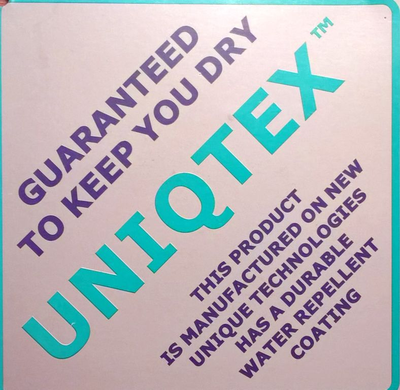 GUARANTEED
TO KEEP YOU DRY
UNIQTEX™
THIS PRODUCT
IS MANUFACTURED ON NEW
UNIQUE TECHNOLOGIES
HAS A DURABLE
WATER REPELLENT
COATING